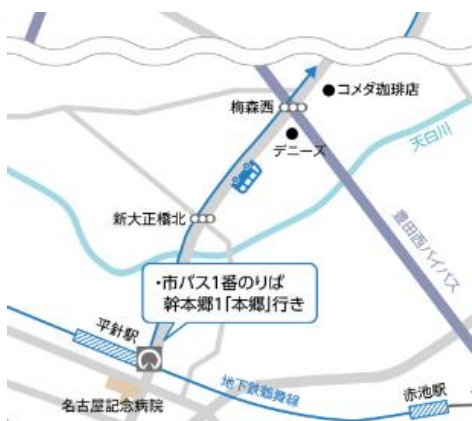 コメダ珈琲店
梅森西
デニーズ
天白川
新大正橋北
豊田西バイパス
・市バス1番のりば
幹本郷1「本郷」行き
平針駅
地下鉄鶴舞線
赤池駅
名古屋記念病院